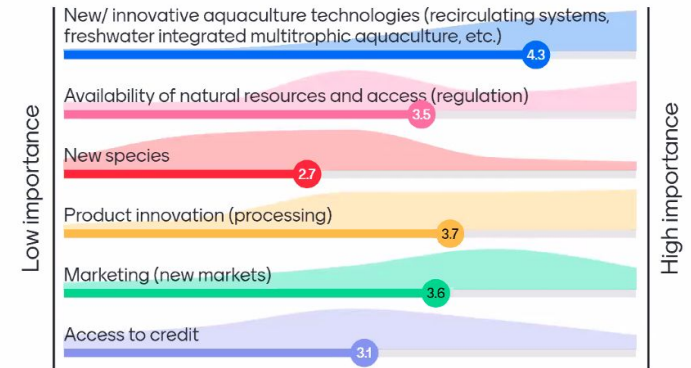 New/ innovative aquaculture technologies (recirculating systems,
freshwater integrated multitrophic aquaculture, etc.)
4.3
Availability of natural resources and access (regulation)
3.5
New species
2.7
Product innovation (processing)
3.7
Marketing (new markets)
3.6
Access to credit
3.1
Low importance
High importance